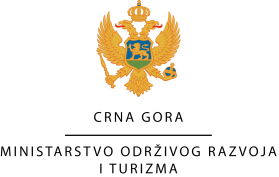 CRNA GORA
MINISTARSTVO ODRŽIVOG RAZVOJA
I TURIZMA